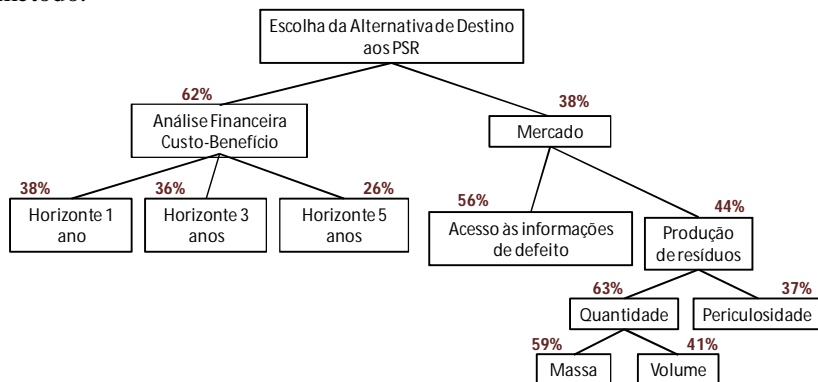 método.
Escolha da Alternativa de Destino
aos PSR
62%
38%
Análise Financeira
Custo-Benefício
Mercado
38%
36%
26%
56%
44%
Horizonte 1
ano
Horizonte 3
anos
Horizonte 5
anos
Acesso às informações
de defeito
Produção
de resíduos
63%
37%
Quantidade
Periculosidade
59%
41%
Massa
Volume